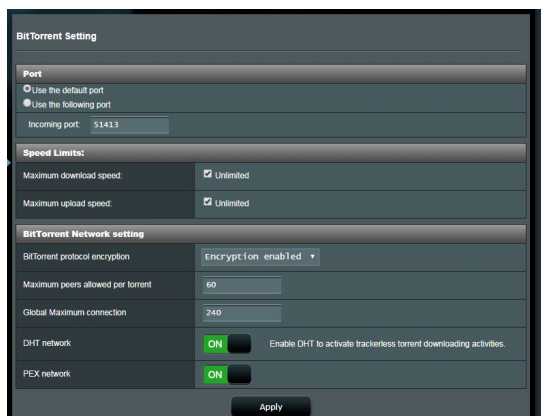 BitTorrent Setting
Port
Use the default port
Use the following port
Incoming port: 51413
Speed Limits:
Maximum download speed: Unlimited
Maximum upload speed: Unlimited
BitTorrent Network setting
BitTorrent protocol encryption Encryption enabled
Maximum peers allowed per torrent 60
Global Maximum connection 240
DHT network ON Enable DHT to activate trackerless torrent downloading activities.
PEX network ON
Apply